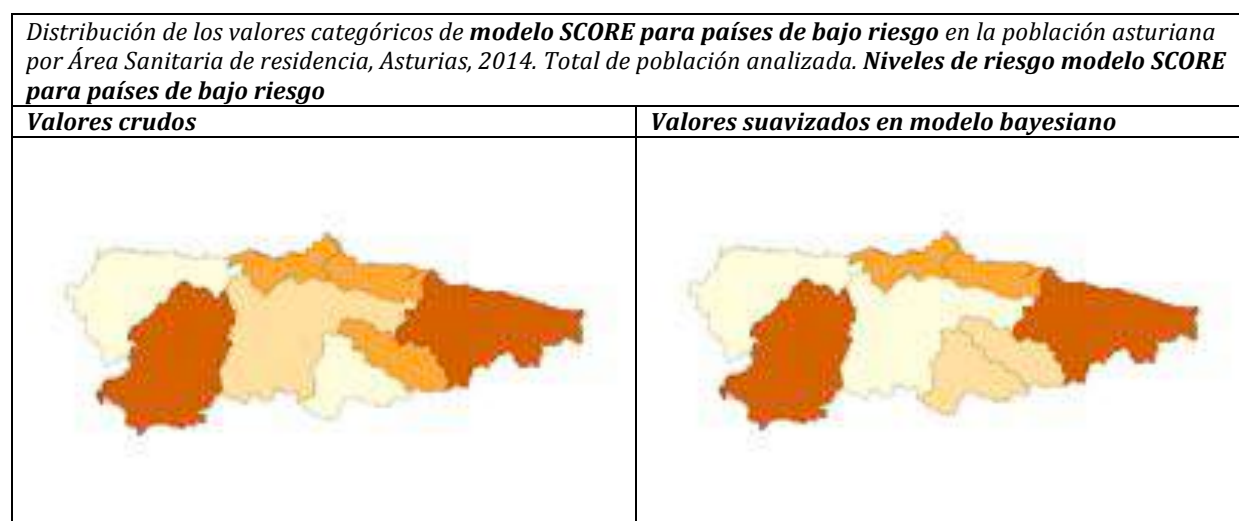 Distribución de los valores categóricos de modelo SCORE para países de bajo riesgo en la población asturiana
por Área Sanitaria de residencia, Asturias, 2014. Total de población analizada. Niveles de riesgo modelo SCORE
para países de bajo riesgo
Valores crudos
Valores suavizados en modelo bayesiano